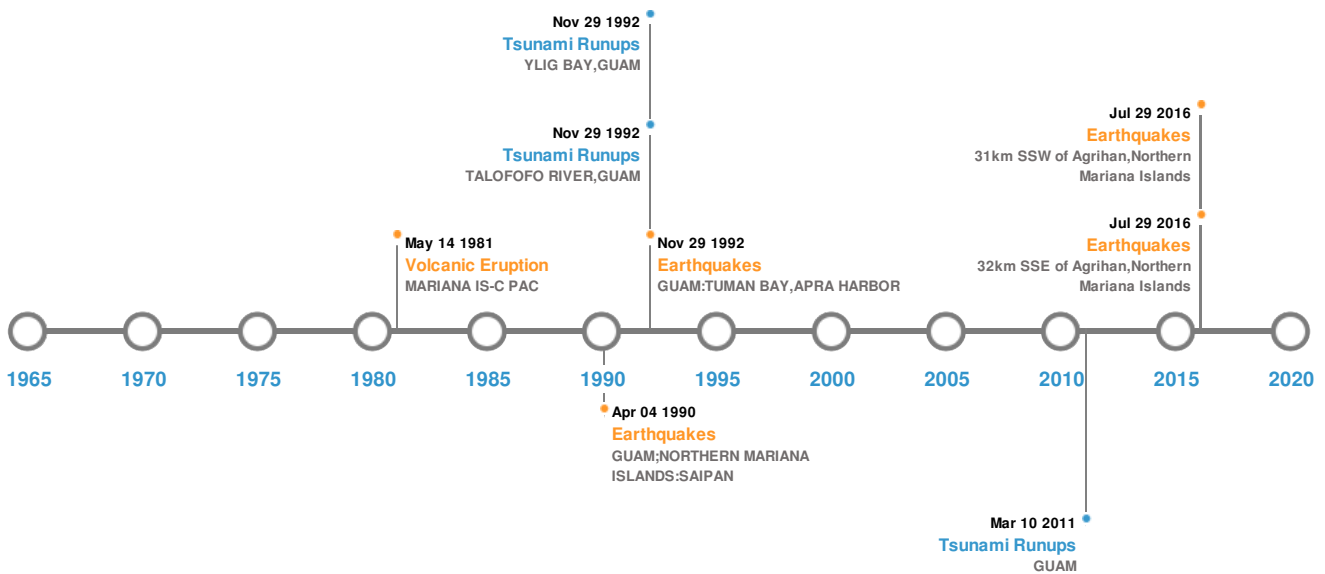 Nov 29 1992
Tsunami Runups
YLIG BAY,GUAM
Nov 29 1992
Tsunami Runups
TALOFOFO RIVER,GUAM
Jul 29 2016
Earthquakes
31km SSW of Agrihan,Northern
Mariana Islands
May 14 1981
Volcanic Eruption
MARIANA IS-C PAC
Nov 29 1992
Earthquakes
GUAM:TUMAN BAY,APRA HARBOR
Jul 29 2016
Earthquakes
32km SSE of Agrihan,Northern
Mariana Islands
1965 1970 1975 1980 1985 1990 1995 2000 2005 2010 2015 2020
Apr 04 1990
Earthquakes
GUAM;NORTHERN MARIANA
ISLANDS:SAIPAN
Mar 10 2011
Tsunami Runups
GUAM